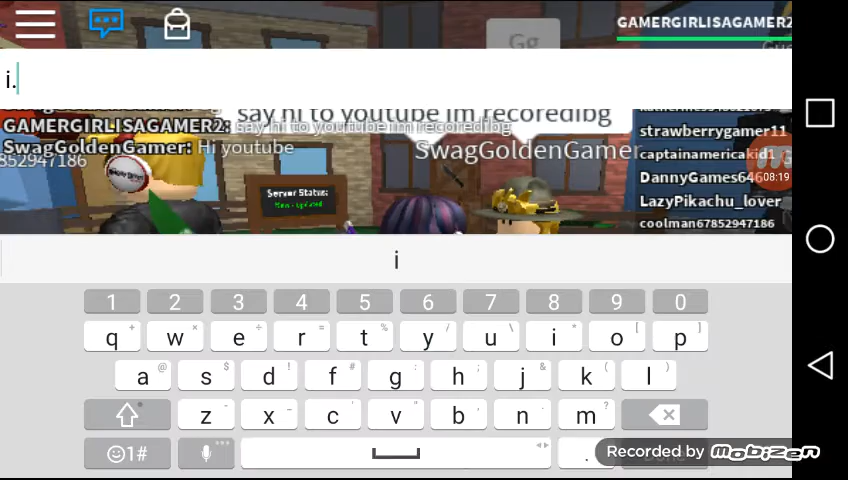 Gg
GAMERGIRLISAGAMER2
i.
say hi to youtube im recoredibg
GAMERGIRLISAGAMER2: say hi to youtube im recoredibg
SwagGoldenGamer: Hi youtube
852947186
SwagGoldenGamer
strawberrygamer11
captainamericakid1
DannyGames646
LazyPikachu_lover
coolman67852947186
08:19
Server Status:
i
1 2 3 4 5 6 7 8 9 0
q + w × e ÷ r = t % y / u \ i * o [ p ]
a @ s $ d ! f # g : h ; j & k ( l )
z - x _ c ' v " b , n . m ?
☺1# .
Recorded by Mobizen